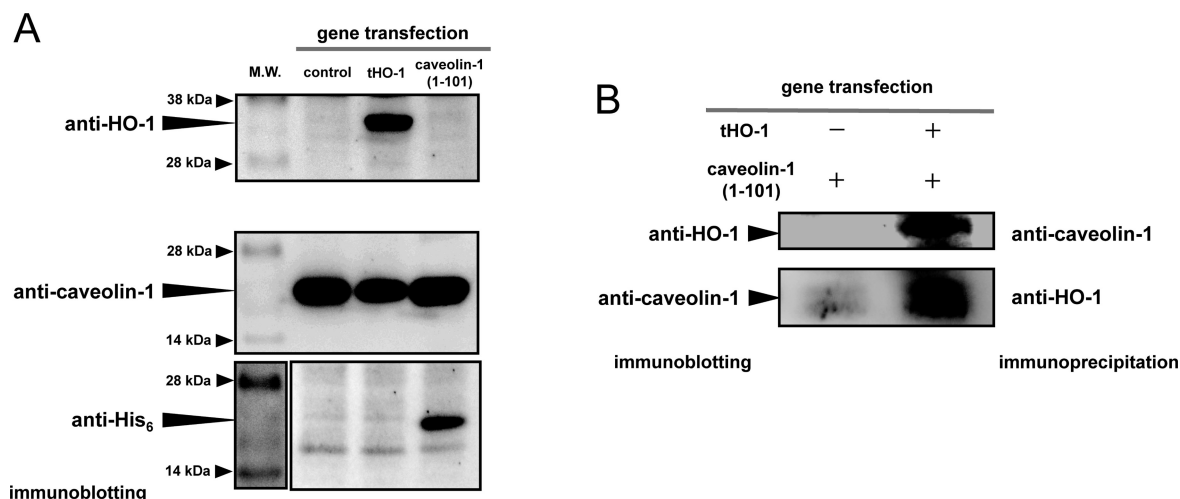 A
gene transfection
M.W. control tHO-1 caveolin-1
(1-101)
38 kDa
anti-HO-1
28 kDa
28 kDa
anti-caveolin-1
14 kDa
28 kDa
anti-His6
14 kDa
immunoblotting
B
gene transfection
tHO-1 − +
caveolin-1
(1-101) + +
anti-HO-1 anti-caveolin-1
anti-caveolin-1 anti-HO-1
immunoblotting immunoprecipitation